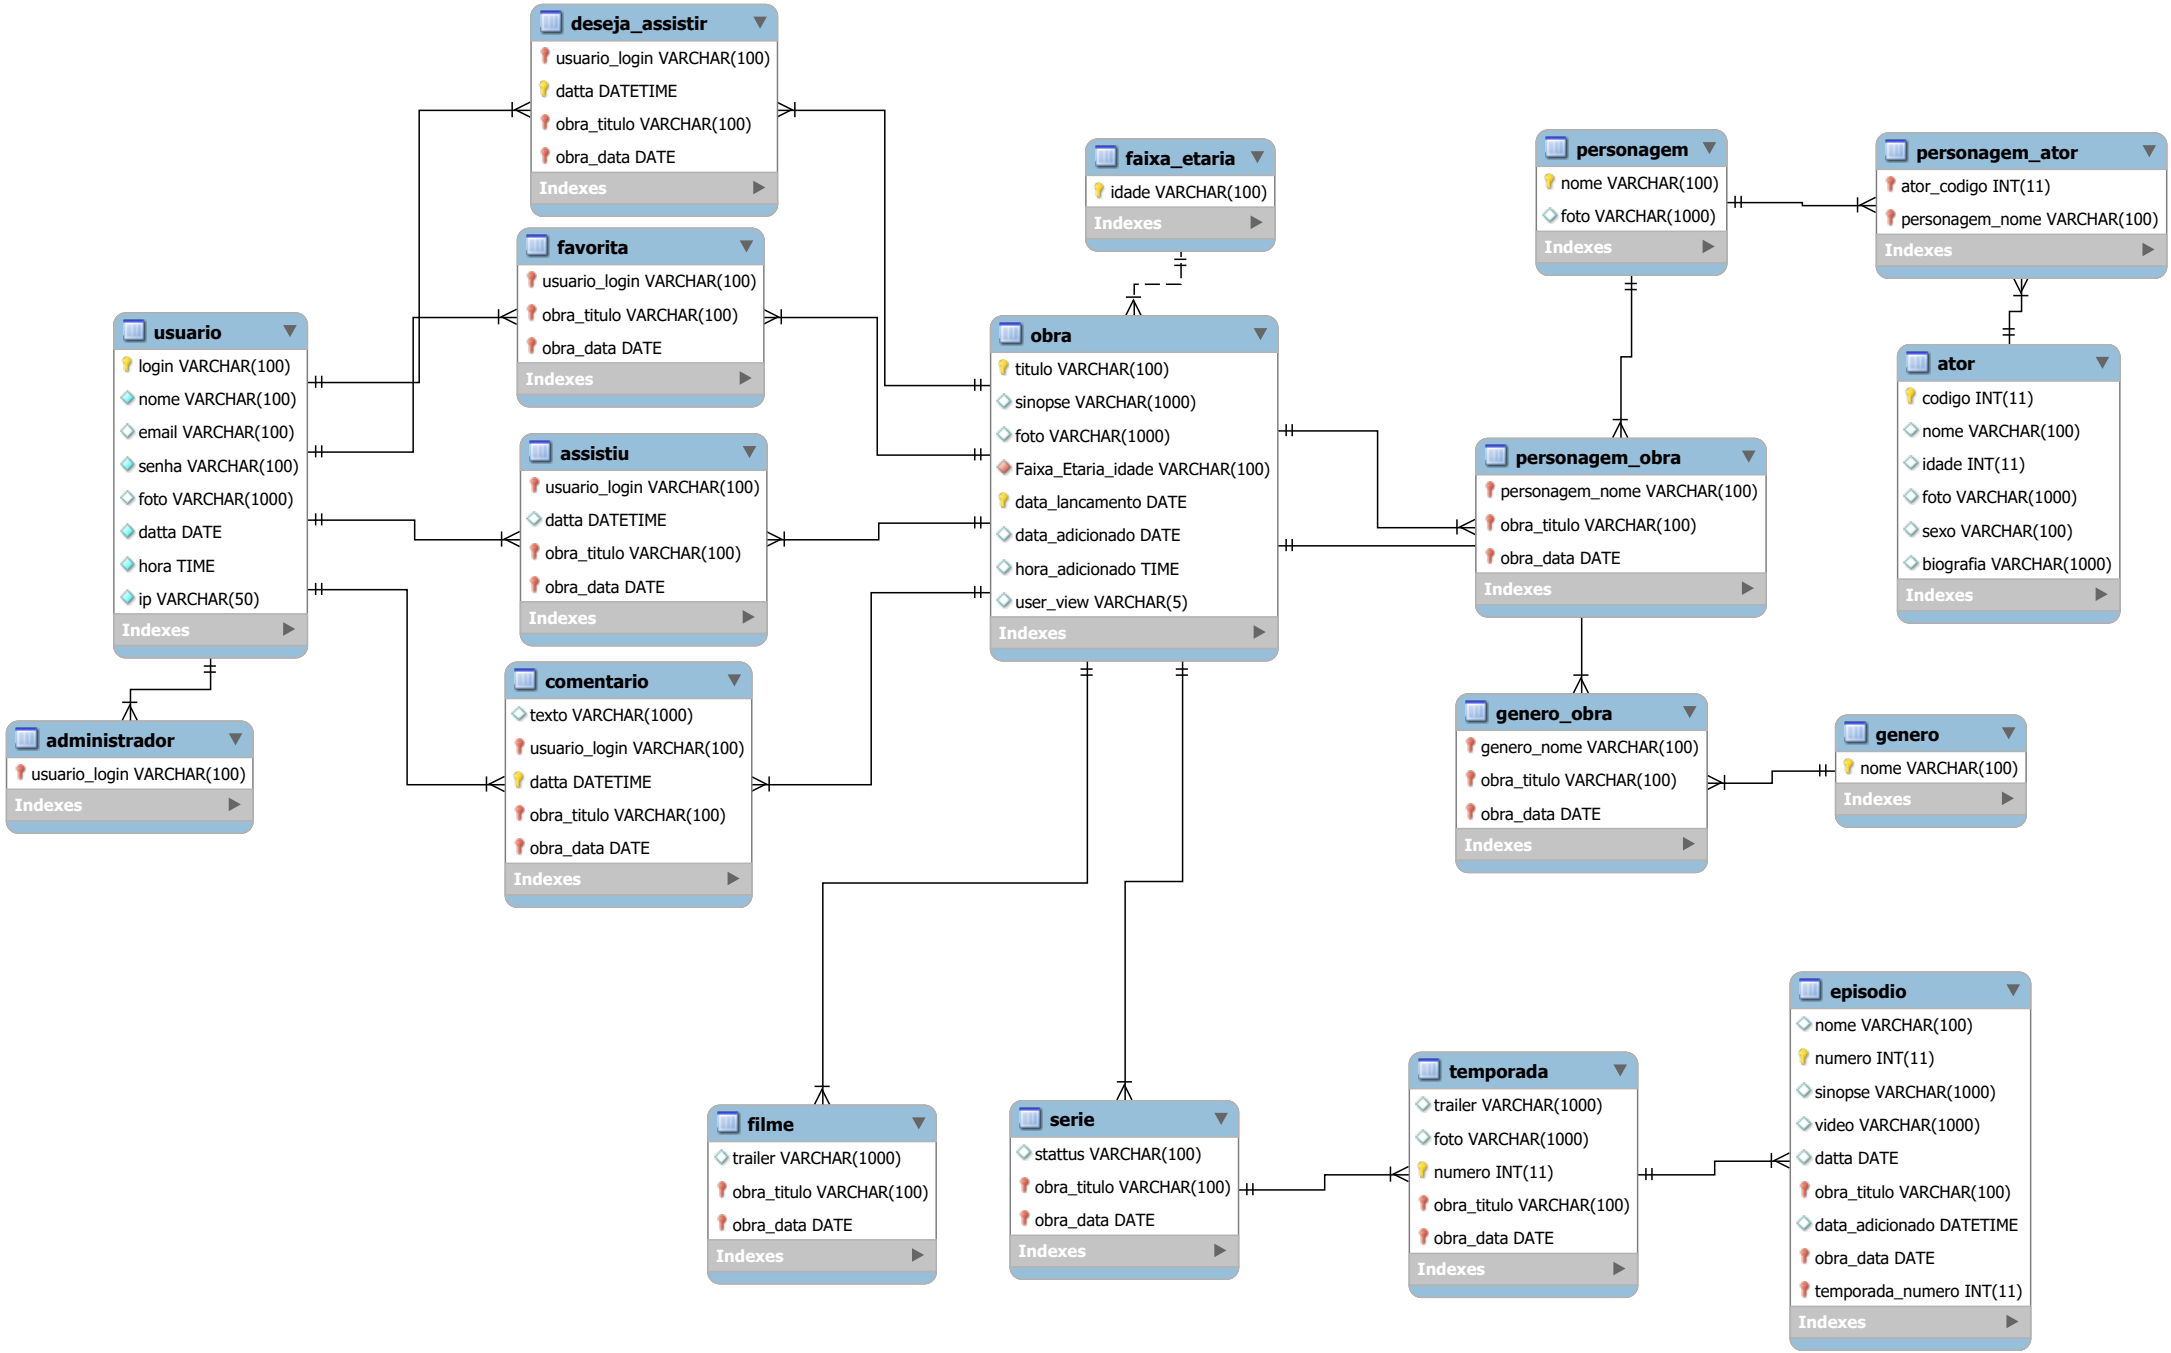 deseja_assistir
usuario_login VARCHAR(100)
datta DATETIME
obra_titulo VARCHAR(100)
obra_data DATE
Indexes
favorita
usuario_login VARCHAR(100)
obra_titulo VARCHAR(100)
obra_data DATE
Indexes
usuario
login VARCHAR(100)
nome VARCHAR(100)
email VARCHAR(100)
senha VARCHAR(100)
foto VARCHAR(1000)
datta DATE
hora TIME
ip VARCHAR(50)
Indexes
administrador
usuario_login VARCHAR(100)
Indexes
assistiu
usuario_login VARCHAR(100)
datta DATETIME
obra_titulo VARCHAR(100)
obra_data DATE
Indexes
comentario
texto VARCHAR(1000)
usuario_login VARCHAR(100)
datta DATETIME
obra_titulo VARCHAR(100)
obra_data DATE
Indexes
faixa_etaria
idade VARCHAR(100)
Indexes
obra
titulo VARCHAR(100)
sinopse VARCHAR(1000)
foto VARCHAR(1000)
Faixa_Etaria_idade VARCHAR(100)
data_lancamento DATE
data_adicionado DATE
hora_adicionado TIME
user_view VARCHAR(5)
Indexes
personagem
nome VARCHAR(100)
foto VARCHAR(1000)
Indexes
personagem_ator
ator_codigo INT(11)
personagem_nome VARCHAR(100)
Indexes
ator
codigo INT(11)
nome VARCHAR(100)
idade INT(11)
foto VARCHAR(1000)
sexo VARCHAR(100)
biografia VARCHAR(1000)
Indexes
personagem_obra
personagem_nome VARCHAR(100)
obra_titulo VARCHAR(100)
obra_data DATE
Indexes
genero_obra
genero_nome VARCHAR(100)
obra_titulo VARCHAR(100)
obra_data DATE
Indexes
genero
nome VARCHAR(100)
Indexes
filme
trailer VARCHAR(1000)
obra_titulo VARCHAR(100)
obra_data DATE
Indexes
serie
stattus VARCHAR(100)
obra_titulo VARCHAR(100)
obra_data DATE
Indexes
temporada
trailer VARCHAR(1000)
foto VARCHAR(1000)
numero INT(11)
obra_titulo VARCHAR(100)
obra_data DATE
Indexes
episodio
nome VARCHAR(100)
numero INT(11)
sinopse VARCHAR(1000)
video VARCHAR(1000)
datta DATE
obra_titulo VARCHAR(100)
data_adicionado DATETIME
obra_data DATE
temporada_numero INT(11)
Indexes